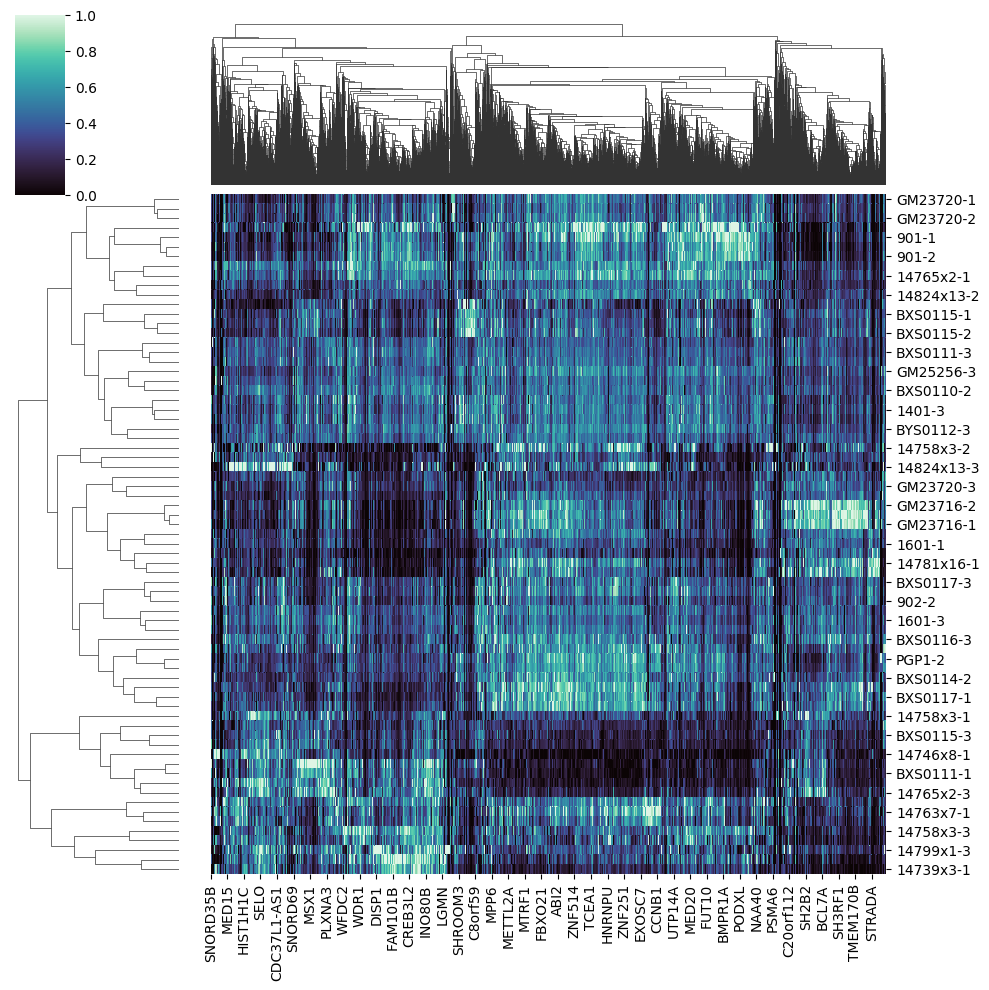 1.0
0.8
0.6
0.4
0.2
0.0
GM23720-1
GM23720-2
901-1
901-2
14765x2-1
14824x13-2
BXS0115-1
BXS0115-2
BXS0111-3
GM25256-3
BXS0110-2
1401-3
BYS0112-3
14758x3-2
14824x13-3
GM23720-3
GM23716-2
GM23716-1
1601-1
14781x16-1
BXS0117-3
902-2
1601-3
BXS0116-3
PGP1-2
BXS0114-2
BXS0117-1
14758x3-1
BXS0115-3
14746x8-1
BXS0111-1
14765x2-3
14763x7-1
14758x3-3
14799x1-3
14739x3-1
SNORD35B
MED15
HIST1H1C
SELO
CDC37L1-AS1
SNORD69
MSX1
PLXNA3
WFDC2
WDR1
DISP1
FAM101B
CREB3L2
INO80B
LGMN
SHROOM3
C8orf59
MPP6
METTL2A
MTRF1
FBXO21
ABI2
ZNF514
TCEA1
HNRNPU
ZNF251
EXOSC7
CCNB1
UTP14A
MED20
FUT10
BMPR1A
PODXL
NAA40
PSMA6
C20orf112
SH2B2
BCL7A
SH3RF1
TMEM170B
STRADA